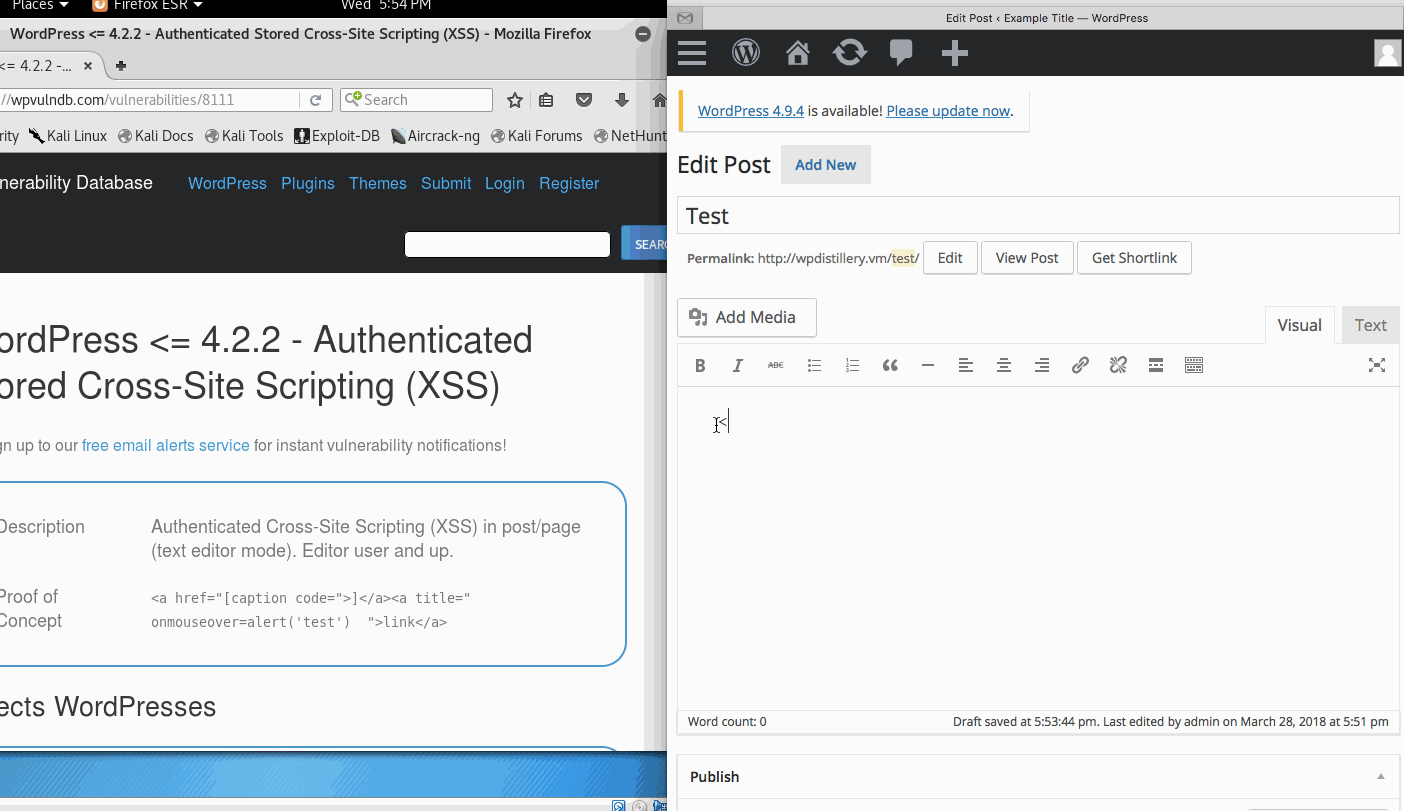 Places
Firefox ESR
Wed 5:54 PM
WordPress <= 4.2.2 - Authenticated Stored Cross-Site Scripting (XSS) - Mozilla Firefox
<= 4.2.2 -...
//wpvulndb.com/vulnerabilities/8111
Search
rity
Kali Linux
Kali Docs
Kali Tools
Exploit-DB
Aircrack-ng
Kali Forums
NetHunt
nerability Database
WordPress
Plugins
Themes
Submit
Login
Register
SEARC
ordPress <= 4.2.2 - Authenticated
ored Cross-Site Scripting (XSS)
gn up to our free email alerts service for instant vulnerability notifications!
Description
Authenticated Cross-Site Scripting (XSS) in post/page
(text editor mode). Editor user and up.
Proof of
Concept
<a href="[caption code=">]</a><a title="
onmouseover=alert('test')  ">link</a>
ects WordPresses
Edit Post ‹ Example Title — WordPress
WordPress 4.9.4 is available! Please update now.
Edit Post
Add New
Test
Permalink: http://wpdistillery.vm/test/
Edit
View Post
Get Shortlink
Add Media
Visual
Text
B
I
ABC
<
Word count: 0
Draft saved at 5:53:44 pm. Last edited by admin on March 28, 2018 at 5:51 pm
Publish